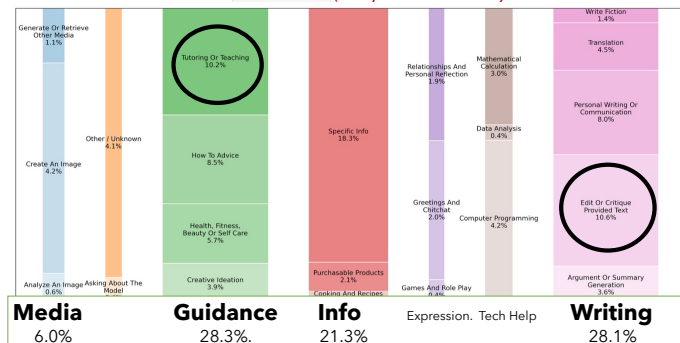 Generate Or Retrieve
Other Media
1.1%
Create An Image
4.2%
Analyze An Image
0.6%
Other / Unknown
4.1%
Asking About The
Model
Tutoring Or Teaching
10.2%
How To Advice
8.5%
Health, Fitness,
Beauty Or Self Care
5.7%
Creative Ideation
3.9%
Specific Info
18.3%
Purchasable Products
2.1%
Cooking And Recipes
Relationships And
Personal Reflection
1.9%
Greetings And
Chitchat
2.0%
Games And Role Play
0.4%
Mathematical
Calculation
3.0%
Data Analysis
0.4%
Computer Programming
4.2%
Write Fiction
1.4%
Translation
4.5%
Personal Writing Or
Communication
8.0%
Edit Or Critique
Provided Text
10.6%
Argument Or Summary
Generation
3.6%
Media
6.0%
Guidance
28.3%.
Info
21.3%
Expression. Tech Help
Writing
28.1%